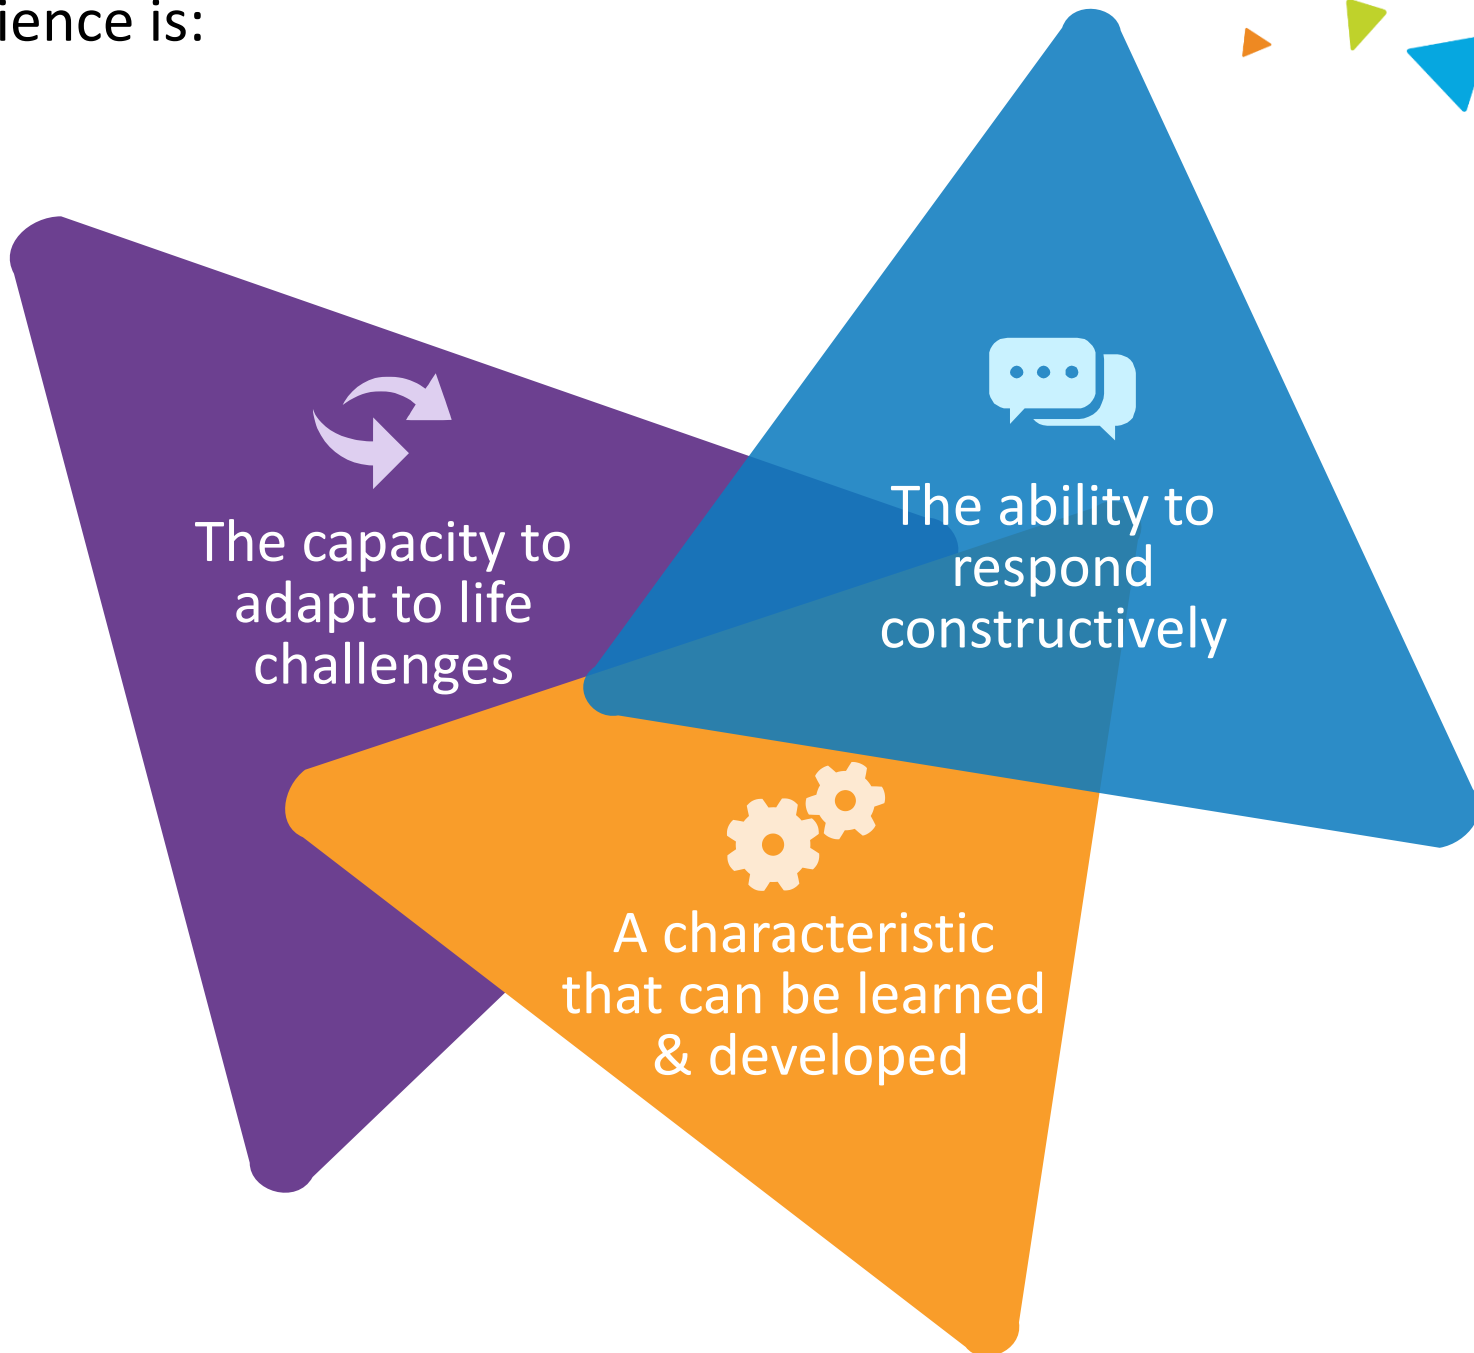 ience is:
The capacity to
adapt to life
challenges
The ability to
respond
constructively
A characteristic
that can be learned
& developed